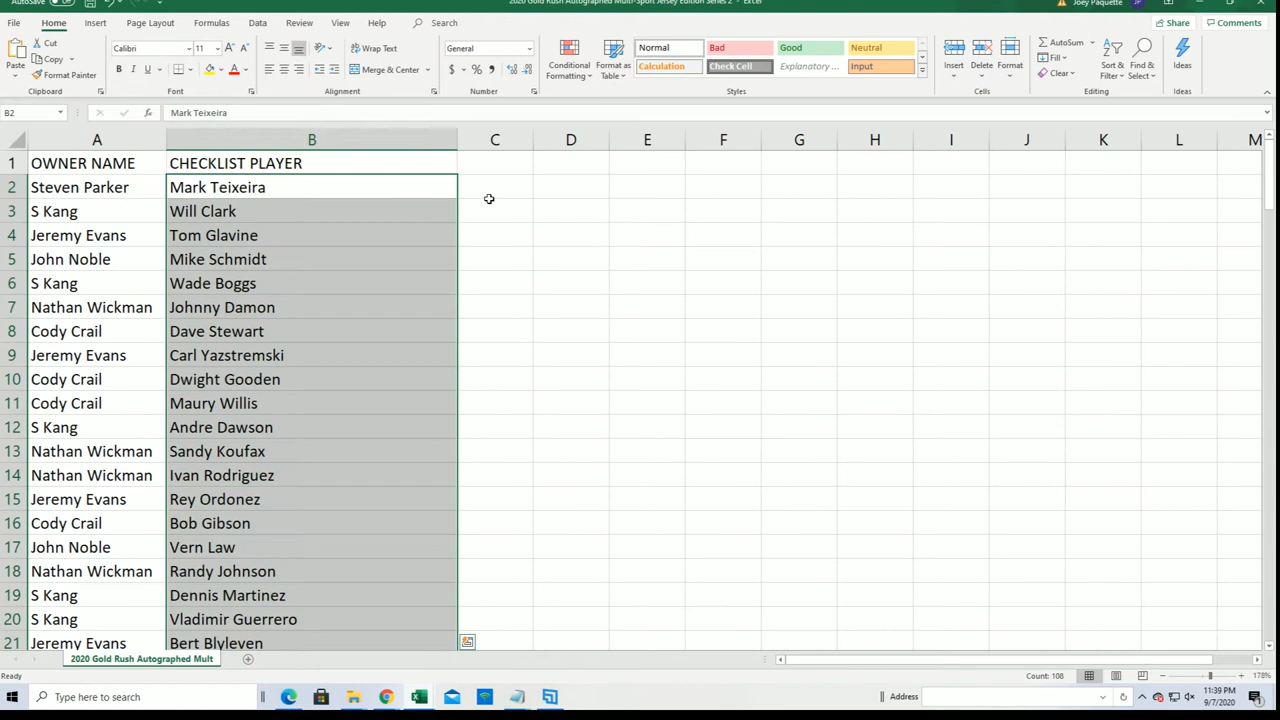 AutoSave
2020 Gold Rush Autographed Multi-Sport Jersey Edition Series 2 - Excel
Joey Paquette
JP
File Home Insert Page Layout Formulas Data Review View Help Search
Share Comments
Cut
Copy
Format Painter
Paste
Calibri 11
Wrap Text
Merge & Center
General
Conditional Formatting
Format as Table
Normal Bad Good Neutral
Calculation Check Cell Explanatory ... Input
Insert Delete Format
AutoSum
Fill
Clear
Sort & Filter
Find & Select
Ideas
Clipboard Font Alignment Number Styles Cells Editing Ideas
B2 Mark Teixeira
A B C D E F G H I J K L M
1 OWNER NAME CHECKLIST PLAYER
2 Steven Parker Mark Teixeira
3 S Kang Will Clark
4 Jeremy Evans Tom Glavine
5 John Noble Mike Schmidt
6 S Kang Wade Boggs
7 Nathan Wickman Johnny Damon
8 Cody Crail Dave Stewart
9 Jeremy Evans Carl Yazstremski
10 Cody Crail Dwight Gooden
11 Cody Crail Maury Willis
12 S Kang Andre Dawson
13 Nathan Wickman Sandy Koufax
14 Nathan Wickman Ivan Rodriguez
15 Jeremy Evans Rey Ordonez
16 Cody Crail Bob Gibson
17 John Noble Vern Law
18 Nathan Wickman Randy Johnson
19 S Kang Dennis Martinez
20 S Kang Vladimir Guerrero
21 Jeremy Evans Bert Blyleven
2020 Gold Rush Autographed Mult
Ready Count: 108 178%
Type here to search
Address
11:39 PM
9/7/2020